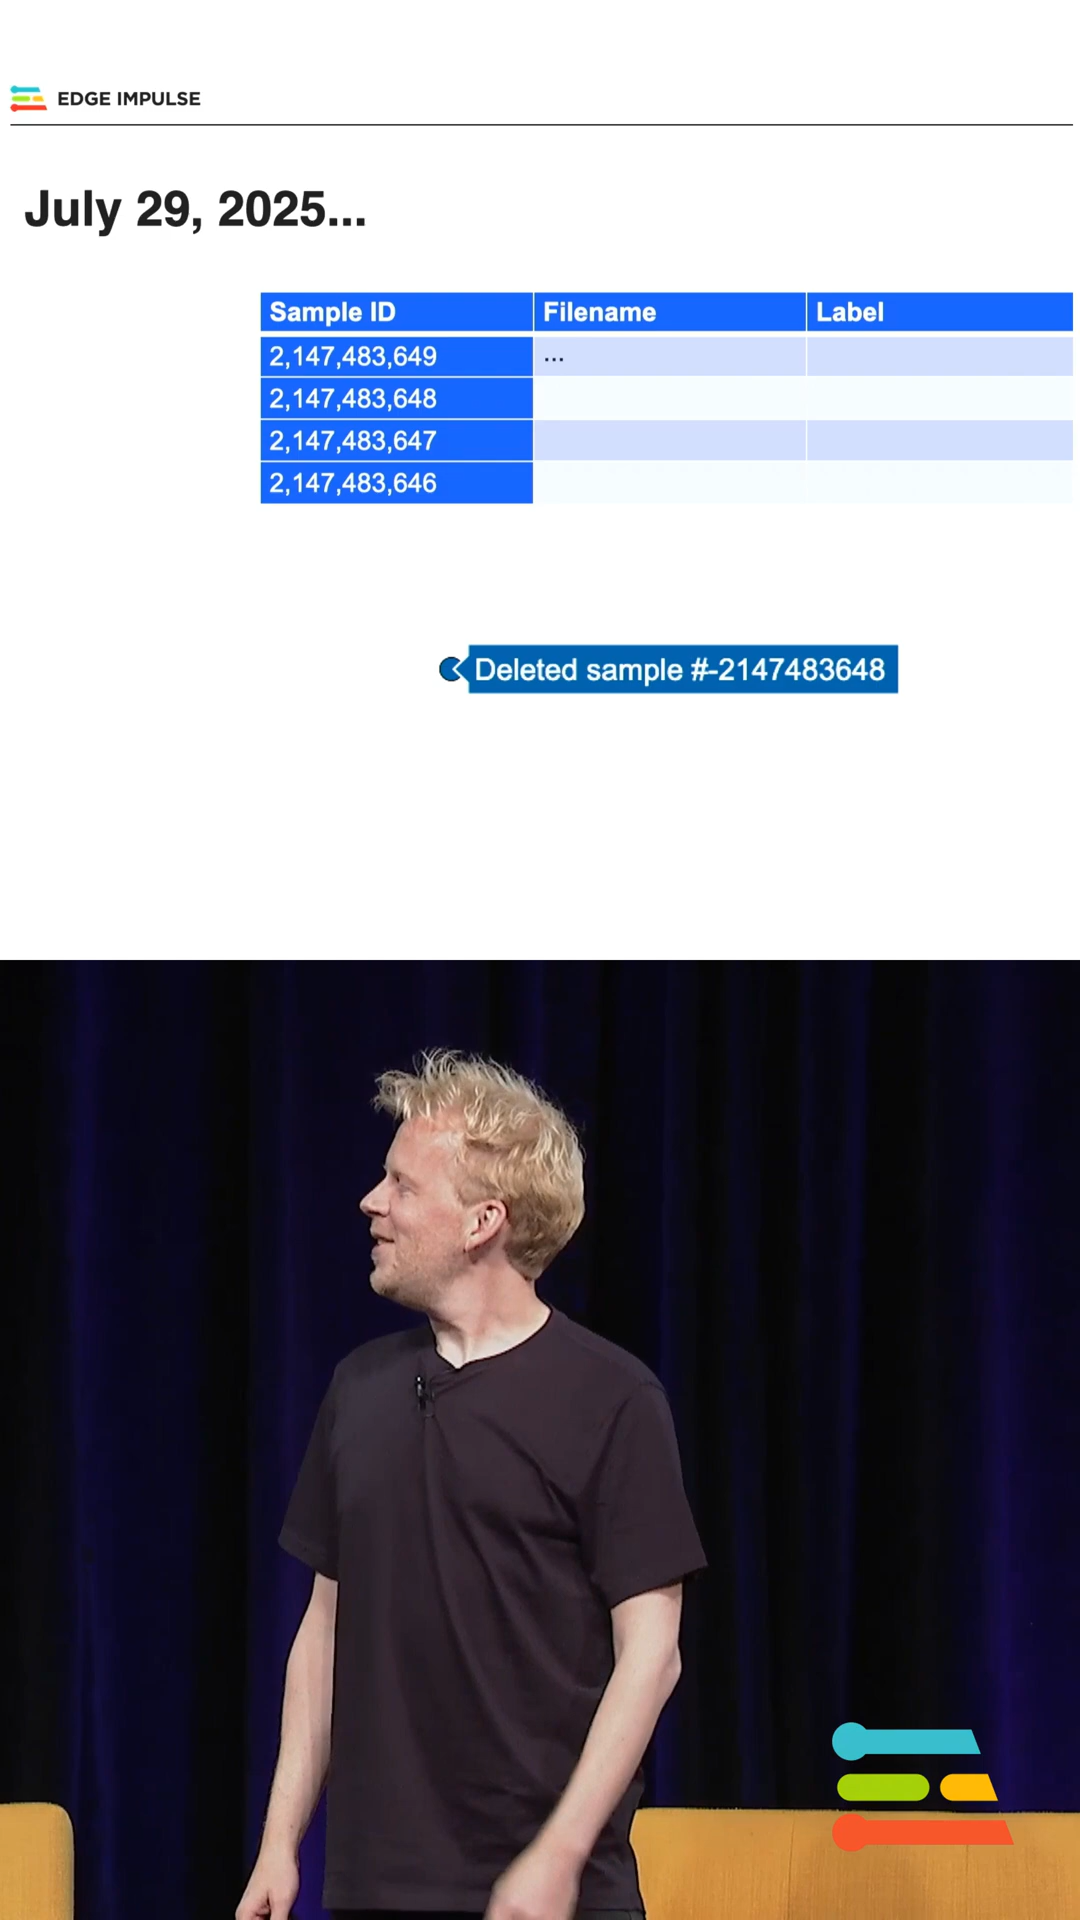 EDGE IMPULSE
July 29, 2025...
Sample ID Filename Label
2,147,483,649 ...
2,147,483,648
2,147,483,647
2,147,483,646
Deleted sample #-2147483648